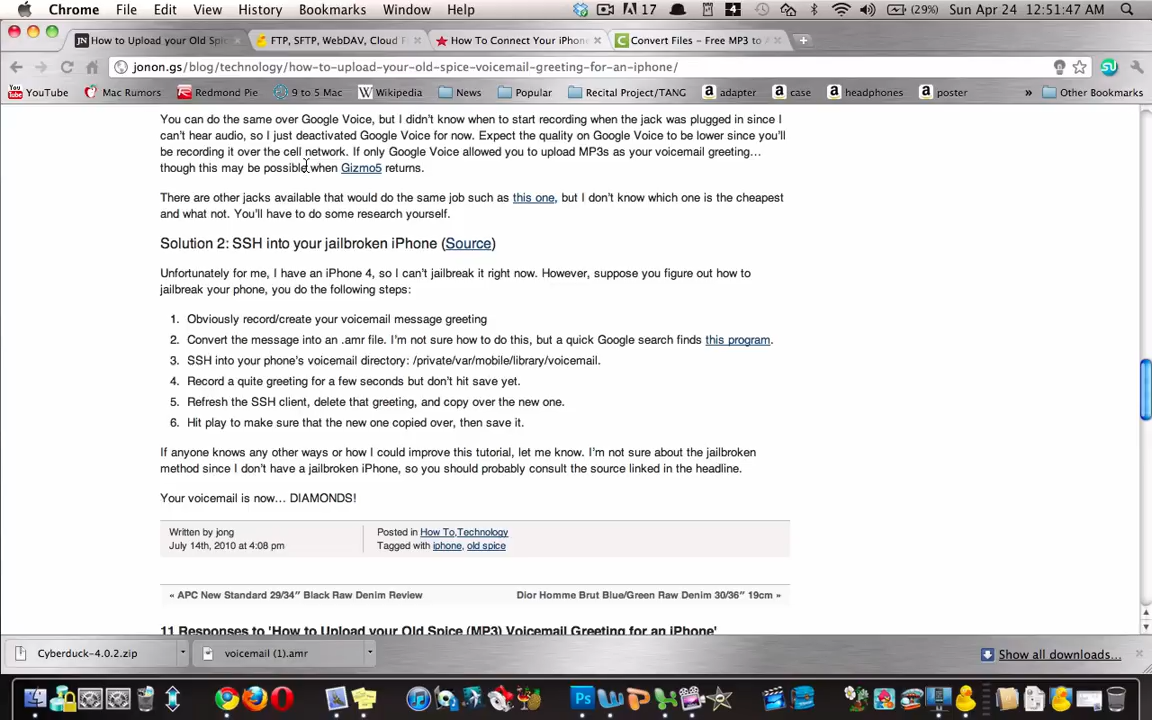 Chrome File Edit View History Bookmarks Window Help 17 4 (29%) Sun Apr 24 12:51:47 AM
JN How to Upload your Old Spic FTP, SFTP, WebDAV, Cloud F How To Connect Your iPhone C Convert Files – Free MP3 to A
jonon.gs/blog/technology/how-to-upload-your-old-spice-voicemail-greeting-for-an-iphone/
YouTube Mac Rumors Redmond Pie 9 to 5 Mac W Wikipedia News Popular Recital Project/TANG a adapter a case a headphones a poster » Other Bookmarks
You can do the same over Google Voice, but I didn't know when to start recording when the jack was plugged in since I
can't hear audio, so I just deactivated Google Voice for now. Expect the quality on Google Voice to be lower since you'll
be recording it over the cell network. If only Google Voice allowed you to upload MP3s as your voicemail greeting…
though this may be possible when Gizmo5 returns.
There are other jacks available that would do the same job such as this one, but I don't know which one is the cheapest
and what not. You'll have to do some research yourself.
Solution 2: SSH into your jailbroken iPhone (Source)
Unfortunately for me, I have an iPhone 4, so I can't jailbreak it right now. However, suppose you figure out how to
jailbreak your phone, you do the following steps:
1. Obviously record/create your voicemail message greeting
2. Convert the message into an .amr file. I'm not sure how to do this, but a quick Google search finds this program.
3. SSH into your phone's voicemail directory: /private/var/mobile/library/voicemail.
4. Record a quite greeting for a few seconds but don't hit save yet.
5. Refresh the SSH client, delete that greeting, and copy over the new one.
6. Hit play to make sure that the new one copied over, then save it.
If anyone knows any other ways or how I could improve this tutorial, let me know. I'm not sure about the jailbroken
method since I don't have a jailbroken iPhone, so you should probably consult the source linked in the headline.
Your voicemail is now… DIAMONDS!
Written by jong Posted in How To,Technology
July 14th, 2010 at 4:08 pm Tagged with iphone, old spice
« APC New Standard 29/34″ Black Raw Denim Review Dior Homme Brut Blue/Green Raw Denim 30/36″ 19cm »
11 Responses to 'How to Upload your Old Spice (MP3) Voicemail Greeting for an iPhone'
Cyberduck-4.0.2.zip voicemail (1).amr Show all downloads...